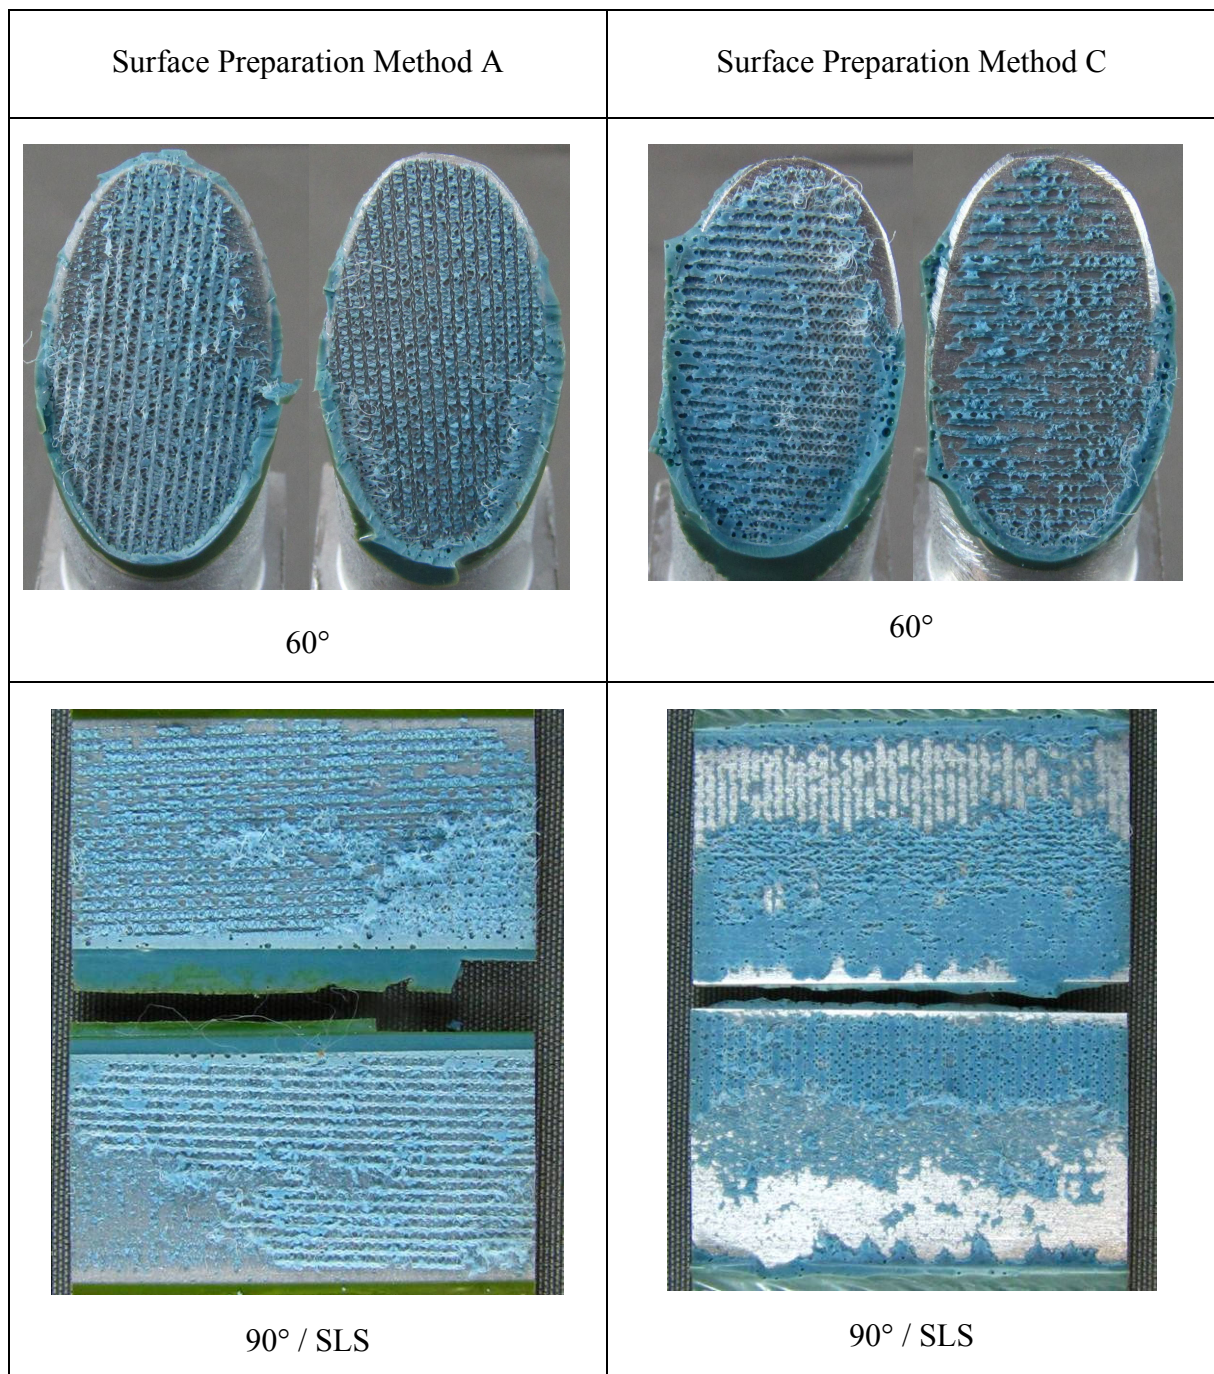 Surface Preparation Method A
Surface Preparation Method C
60°
60°
90° / SLS
90° / SLS